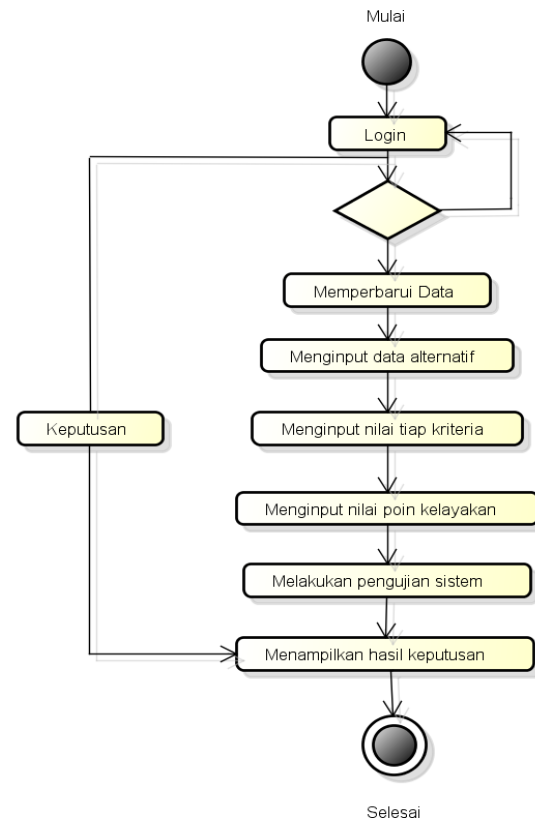 Mulai
Login
Memperbarui Data
Menginput data alternatif
Keputusan
Menginput nilai tiap kriteria
Menginput nilai poin kelayakan
Melakukan pengujian sistem
Menampilkan hasil keputusan
Selesai